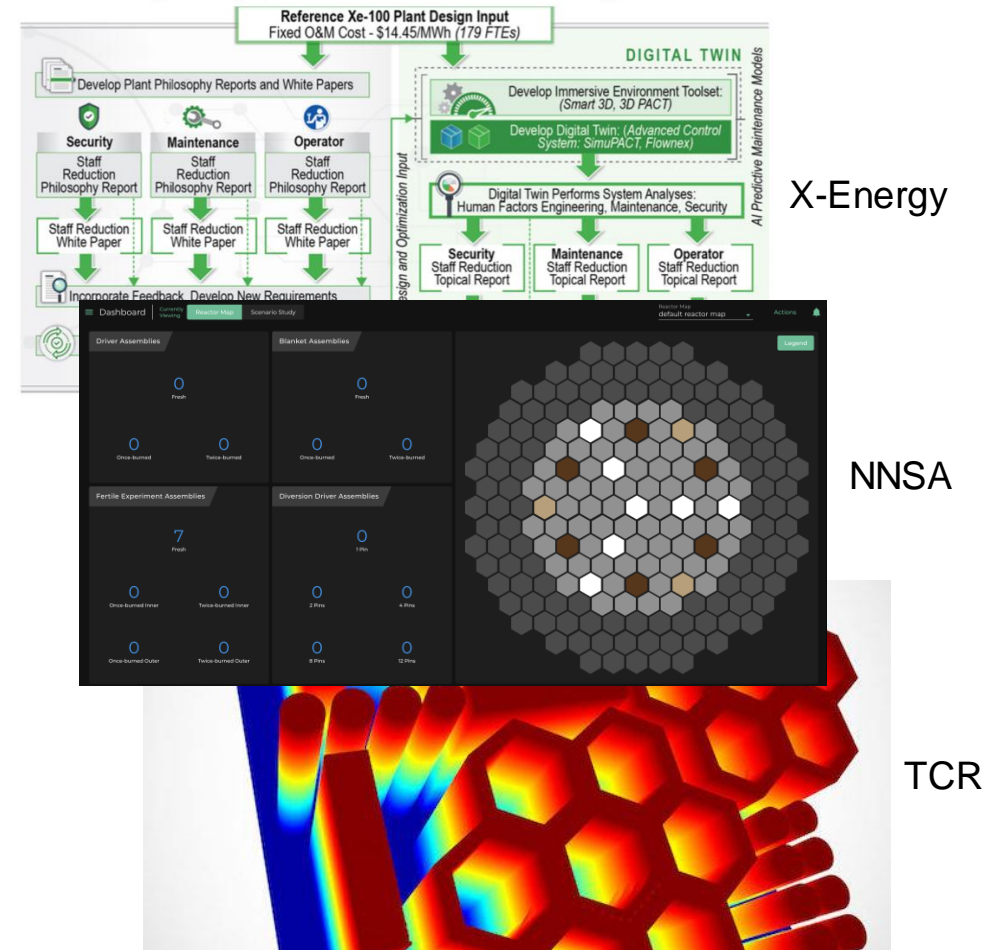 Reference Xe-100 Plant Design Input
Fixed O&M Cost - $14.45/MWh (179 FTEs)
DIGITAL TWIN
Develop Plant Philosophy Reports and White Papers
Develop Immersive Environment Toolset:
(Smart 3D, 3D PACT)
Develop Digital Twin: (Advanced Control
System: SimuPACT, Flownex)
AI Predictive Maintenance Models
Security
Staff
Reduction
Philosophy Report
Maintenance
Staff
Reduction
Philosophy Report
Operator
Staff
Reduction
Philosophy Report
Staff Reduction
White Paper
Staff Reduction
White Paper
Staff Reduction
White Paper
Design and Optimization Input
Digital Twin Performs System Analyses:
Human Factors Engineering, Maintenance, Security
Security
Staff Reduction
Topical Report
Maintenance
Staff Reduction
Topical Report
Operator
Staff Reduction
Topical Report
Incorporate Feedback, Develop New Requirements
X-Energy
Dashboard
Currently
Viewing
Reactor Map
Scenario Study
Reactor Map
default reactor map
Actions
Legend
Driver Assemblies
0
Fresh
0
Once-burned
0
Twice-burned
Blanket Assemblies
0
Fresh
0
Once-burned
0
Twice-burned
Fertile Experiment Assemblies
7
Fresh
0
Once-burned Inner
0
Twice-burned Inner
0
Once-burned Outer
0
Twice-burned Outer
Diversion Driver Assemblies
0
1 Pin
0
2 Pins
0
4 Pins
0
8 Pins
0
12 Pins
NNSA
TCR